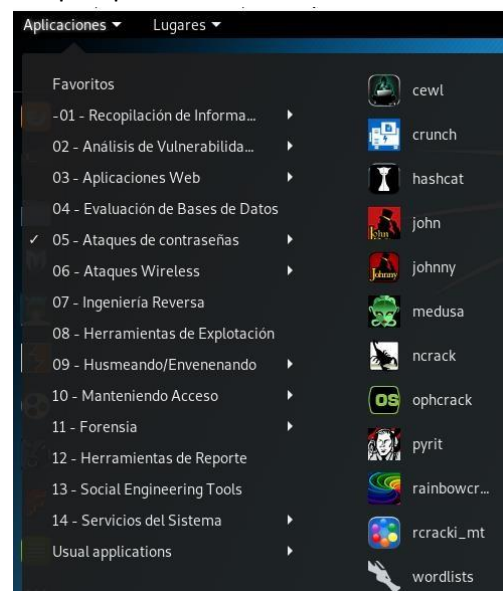 Aplicaciones Lugares
Favoritos
-01 - Recopilación de Informa...
02 - Análisis de Vulnerabilida...
03 - Aplicaciones Web
04 - Evaluación de Bases de Datos
✓ 05 - Ataques de contraseñas
06 - Ataques Wireless
07 - Ingeniería Reversa
08 - Herramientas de Explotación
09 - Husmeando/Envenenando
10 - Manteniendo Acceso
11 - Forensia
12 - Herramientas de Reporte
13 - Social Engineering Tools
14 - Servicios del Sistema
Usual applications
cewl
crunch
hashcat
john
johnny
medusa
ncrack
OS ophcrack
pyrit
rainbowcr...
rcracki_mt
wordlists